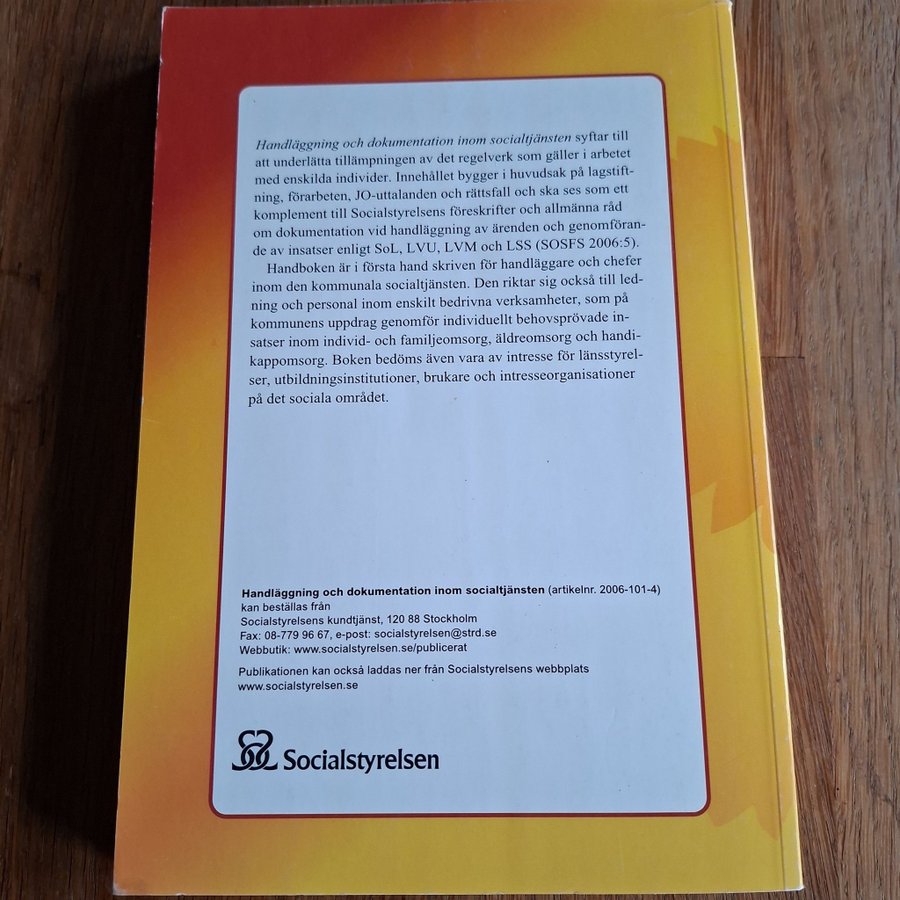 Handläggning och dokumentation inom socialtjänsten syftar till
att underlätta tillämpningen av det regelverk som gäller i arbetet
med enskilda individer. Innehållet bygger i huvudsak på lagstift-
ning, förarbeten, JO-uttalanden och rättsfall och ska ses som ett
komplement till Socialstyrelsens föreskrifter och allmänna råd
om dokumentation vid handläggning av ärenden och genomföran-
de av insatser enligt SoL, LVU, LVM och LSS (SOSFS 2006:5).
Handboken är i första hand skriven för handläggare och chefer
inom den kommunala socialtjänsten. Den riktar sig också till led-
ning och personal inom enskilt bedrivna verksamheter, som på
kommunens uppdrag genomför individuellt behovsprövade in-
satser inom individ- och familjeomsorg, äldreomsorg och handi-
kappomsorg. Boken bedöms även vara av intresse för länsstyrel-
ser, utbildningsinstitutioner, brukare och intresseorganisationer
på det sociala området.
Handläggning och dokumentation inom socialtjänsten (artikelnr. 2006-101-4)
kan beställas från
Socialstyrelsens kundtjänst, 120 88 Stockholm
Fax: 08-779 96 67, e-post: socialstyrelsen@strd.se
Webbutik: www.socialstyrelsen.se/publicerat
Publikationen kan också laddas ner från Socialstyrelsens webbplats
www.socialstyrelsen.se
Socialstyrelsen